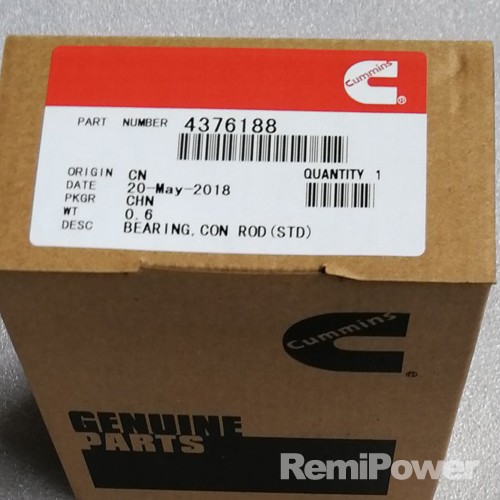 Cummins
PART NUMBER 4376188
ORIGIN CN QUANTITY 1
DATE 20-May-2018
PKGR CHN
WT 0.6
DESC BEARING,CON ROD(STD)
Cummins
GENUINE
PARTS
RemiPower